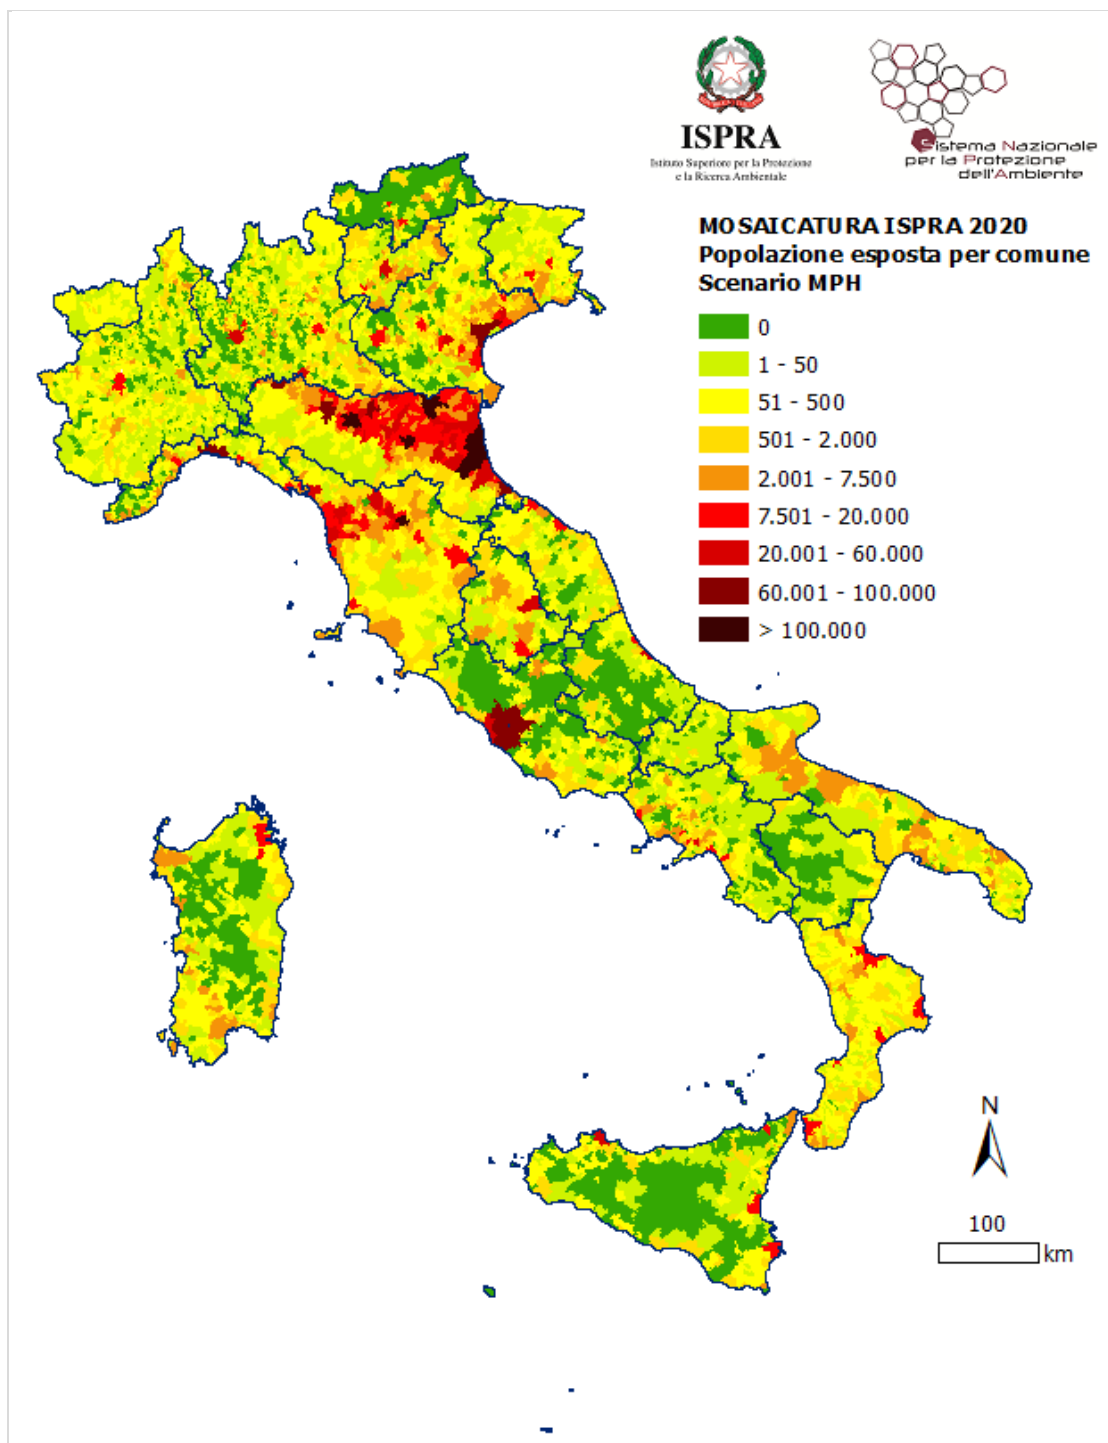 ISPRA
Istituto Superiore per la Protezione
e la Ricerca Ambientale
Sistema Nazionale
per la Protezione
dell'Ambiente
MOSAICATURA ISPRA 2020
Popolazione esposta per comune
Scenario MPH
0
1 - 50
51 - 500
501 - 2.000
2.001 - 7.500
7.501 - 20.000
20.001 - 60.000
60.001 - 100.000
> 100.000
N
100
km